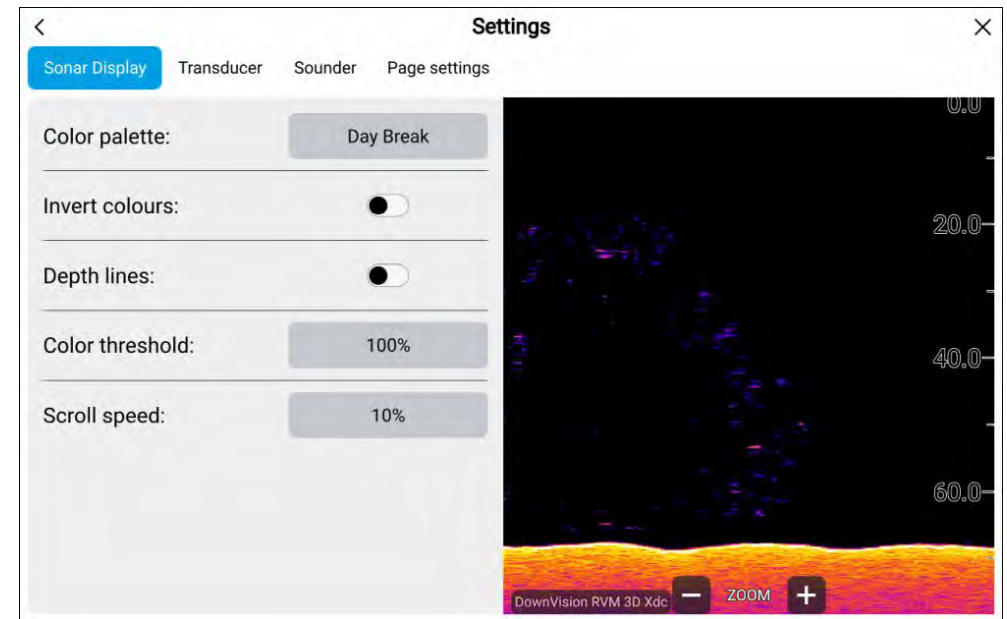 Settings
Sonar Display Transducer Sounder Page settings
Color palette: Day Break
Invert colours:
Depth lines:
Color threshold: 100%
Scroll speed: 10%
0.0
20.0
40.0
60.0
DownVision RVM 3D Xdc
ZOOM